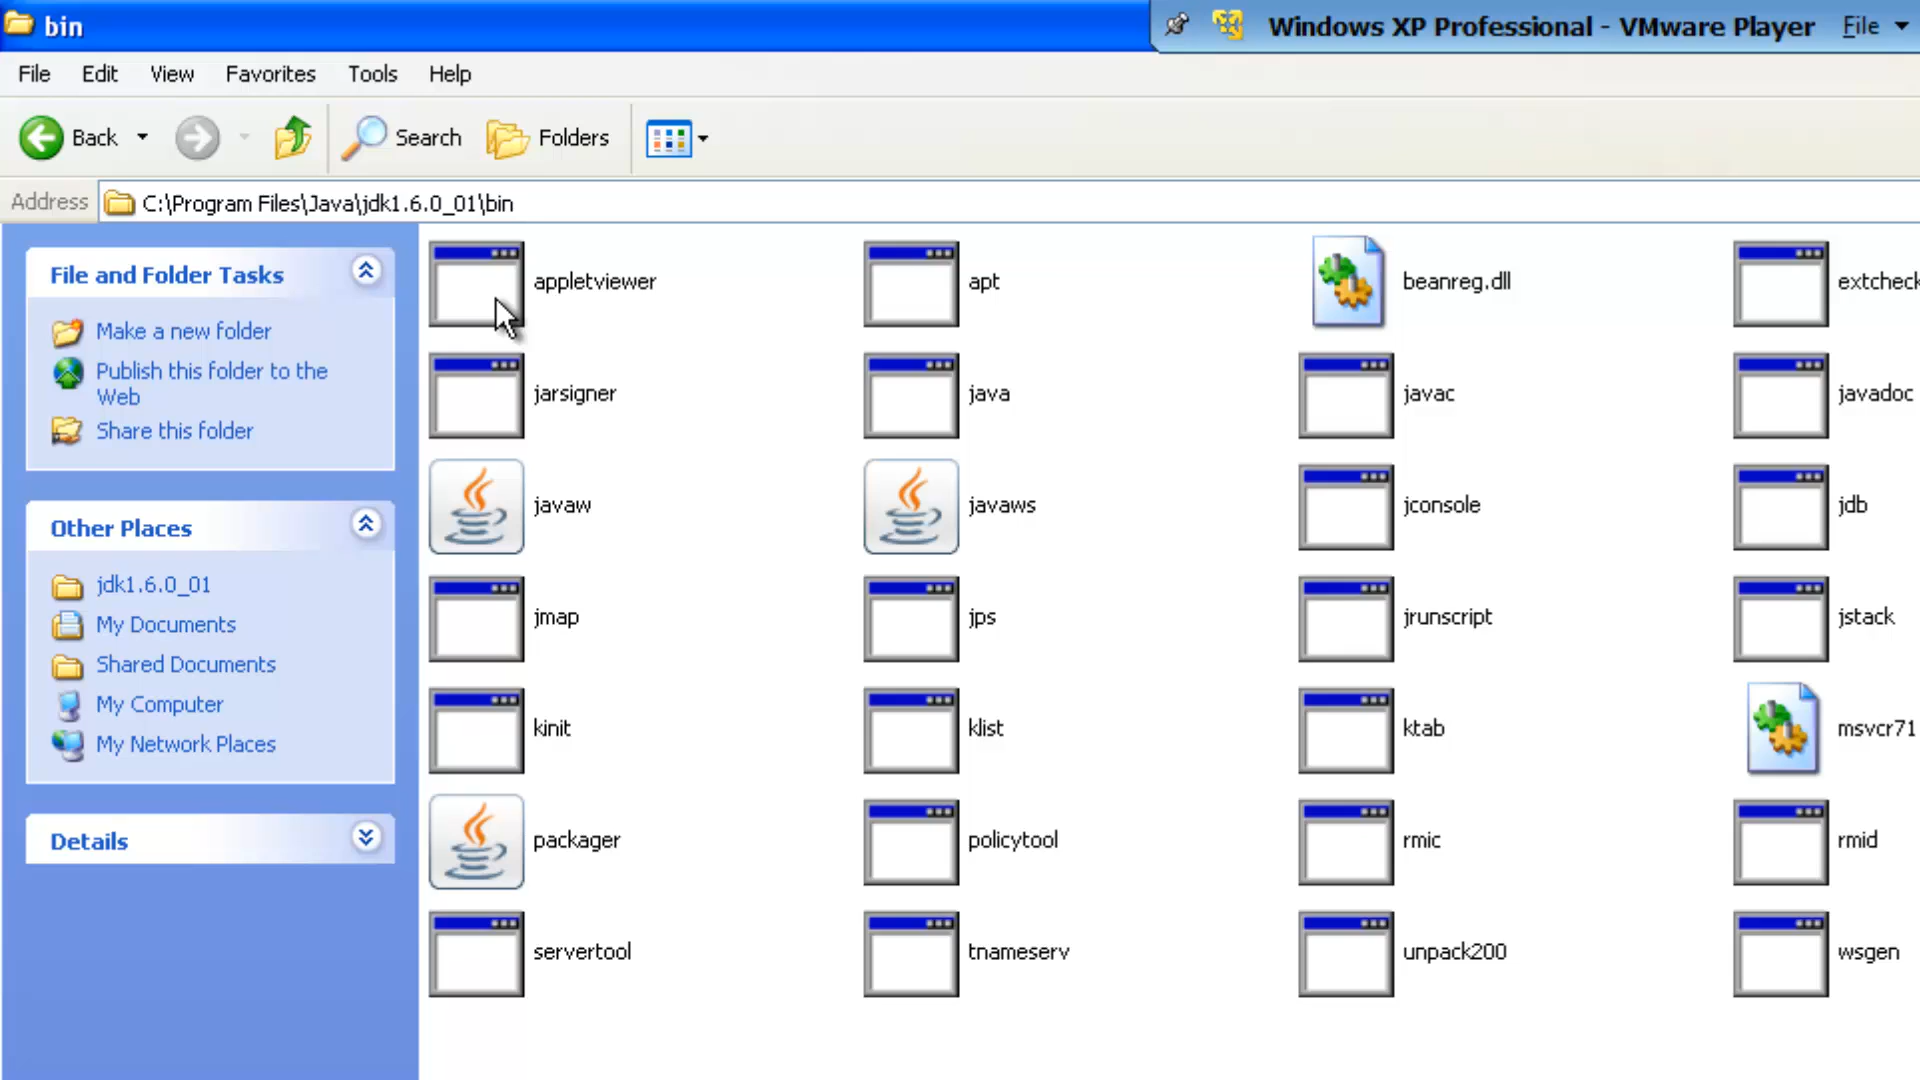 bin
Windows XP Professional - VMware Player File
File Edit View Favorites Tools Help
Back Search Folders
Address C:\Program Files\Java\jdk1.6.0_01\bin
File and Folder Tasks
Make a new folder
Publish this folder to the
Web
Share this folder
Other Places
jdk1.6.0_01
My Documents
Shared Documents
My Computer
My Network Places
Details
appletviewer apt beanreg.dll extcheck
jarsigner java javac javadoc
javaw javaws jconsole jdb
jmap jps jrunscript jstack
kinit klist ktab msvcr71
packager policytool rmic rmid
servertool tnameserv unpack200 wsgen